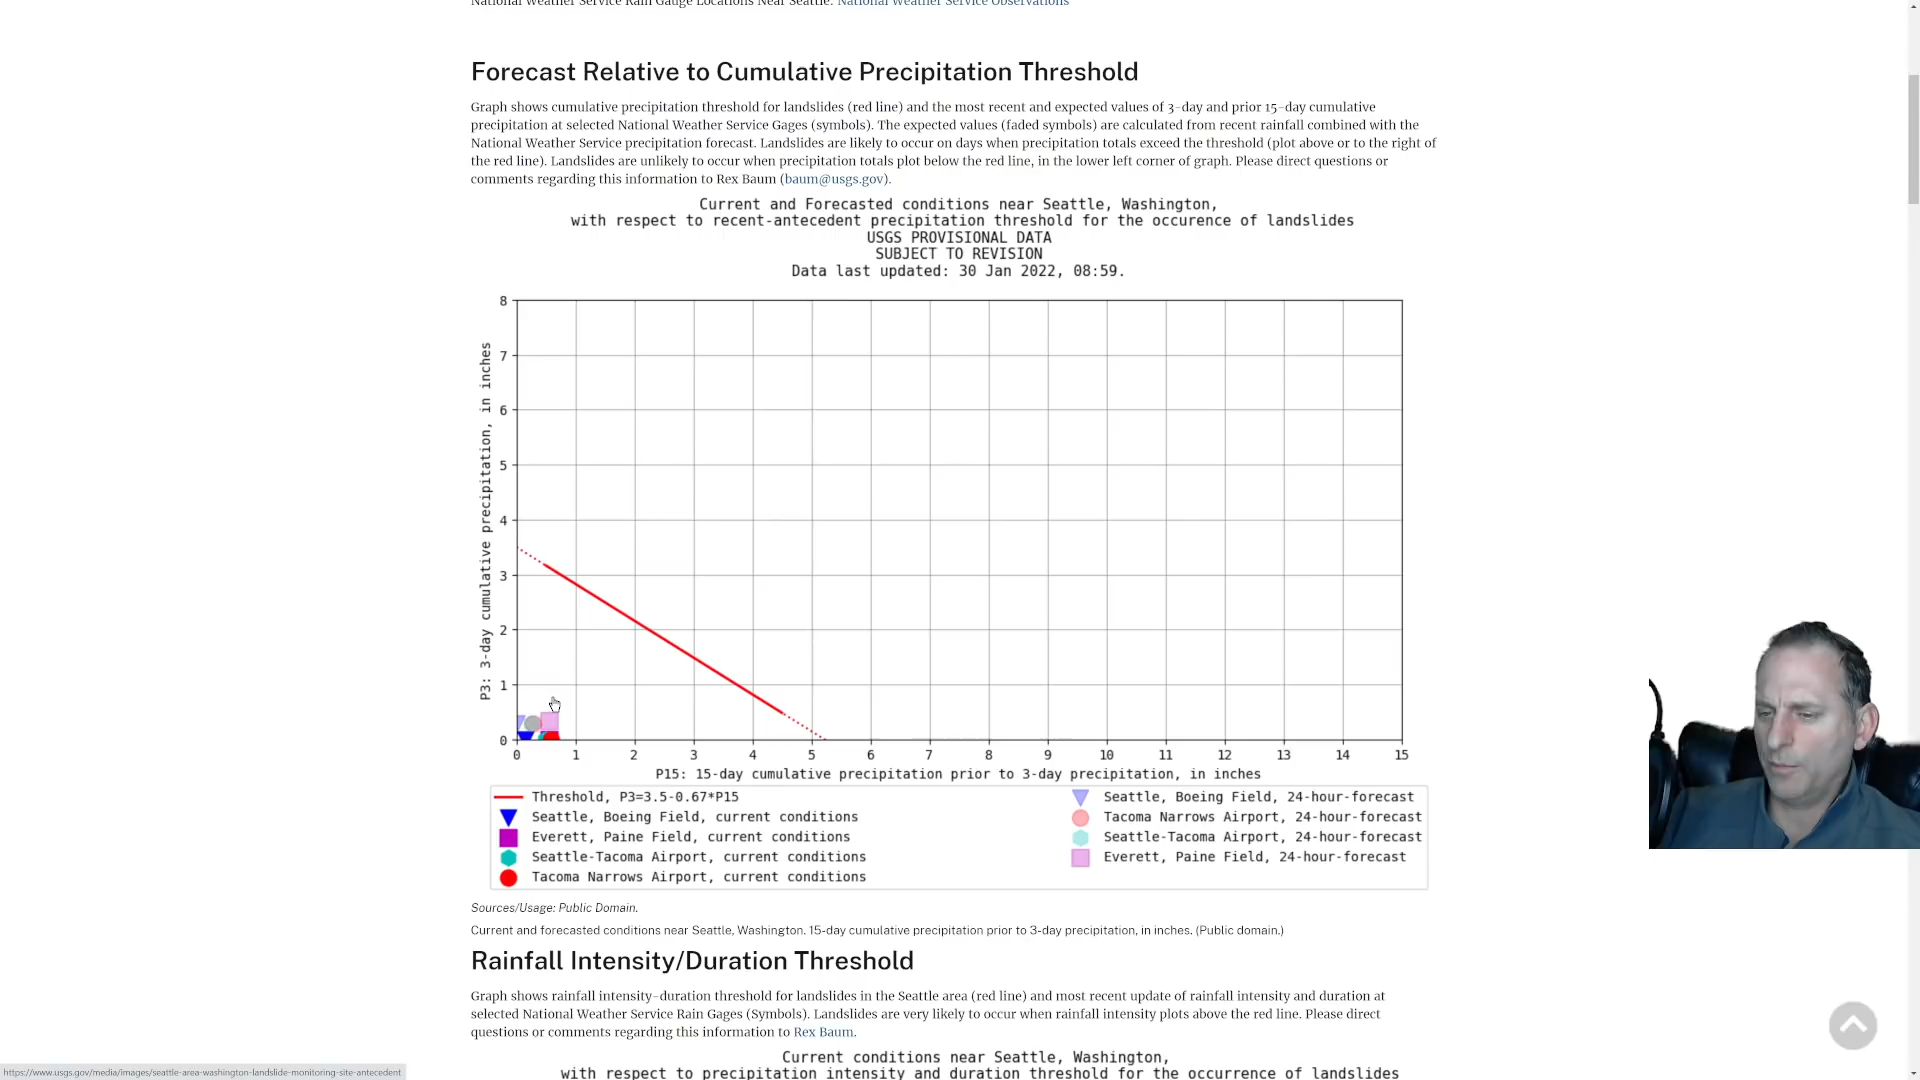 National Weather Service Rain Gauge Locations Near Seattle. National Weather Service Observations
Forecast Relative to Cumulative Precipitation Threshold
Graph shows cumulative precipitation threshold for landslides (red line) and the most recent and expected values of 3-day and prior 15-day cumulative
precipitation at selected National Weather Service Gages (symbols). The expected values (faded symbols) are calculated from recent rainfall combined with the
National Weather Service precipitation forecast. Landslides are likely to occur on days when precipitation totals exceed the threshold (plot above or to the right of
the red line). Landslides are unlikely to occur when precipitation totals plot below the red line, in the lower left corner of graph. Please direct questions or
comments regarding this information to Rex Baum (baum@usgs.gov).
Current and Forecasted conditions near Seattle, Washington,
with respect to recent-antecedent precipitation threshold for the occurence of landslides
USGS PROVISIONAL DATA
SUBJECT TO REVISION
Data last updated: 30 Jan 2022, 08:59.
P3: 3-day cumulative precipitation, in inches
8
7
6
5
4
3
2
1
0
0 1 2 3 4 5 6 7 8 9 10 11 12 13 14 15
P15: 15-day cumulative precipitation prior to 3-day precipitation, in inches
Threshold, P3=3.5-0.67*P15
Seattle, Boeing Field, current conditions
Everett, Paine Field, current conditions
Seattle-Tacoma Airport, current conditions
Tacoma Narrows Airport, current conditions
Seattle, Boeing Field, 24-hour-forecast
Tacoma Narrows Airport, 24-hour-forecast
Seattle-Tacoma Airport, 24-hour-forecast
Everett, Paine Field, 24-hour-forecast
Sources/Usage: Public Domain.
Current and forecasted conditions near Seattle, Washington. 15-day cumulative precipitation prior to 3-day precipitation, in inches. (Public domain.)
Rainfall Intensity/Duration Threshold
Graph shows rainfall intensity-duration threshold for landslides in the Seattle area (red line) and most recent update of rainfall intensity and duration at
selected National Weather Service Rain Gages (Symbols). Landslides are very likely to occur when rainfall intensity plots above the red line. Please direct
questions or comments regarding this information to Rex Baum.
Current conditions near Seattle, Washington,
with respect to precipitation intensity and duration threshold for the occurrence of landslides
https://www.usgs.gov/media/images/seattle-area-washington-landslide-monitoring-site-antecedent